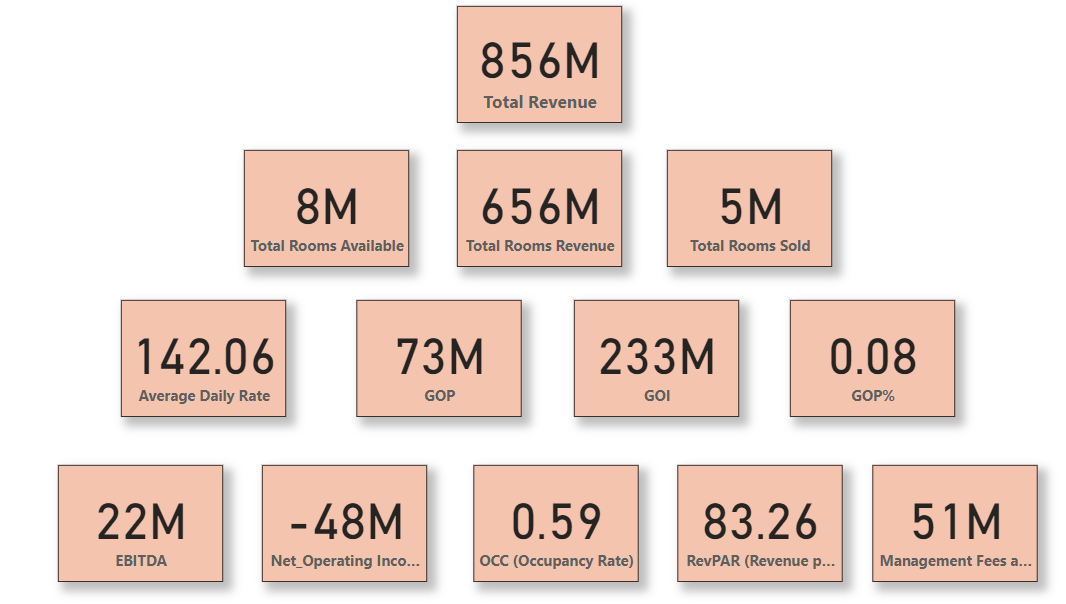 856M
Total Revenue
8M
Total Rooms Available
656M
Total Rooms Revenue
5M
Total Rooms Sold
142.06
Average Daily Rate
73M
GOP
233M
GOI
0.08
GOP%
22M
EBITDA
-48M
Net_Operating Inco...
0.59
OCC (Occupancy Rate)
83.26
RevPAR (Revenue p...
51M
Management Fees a...